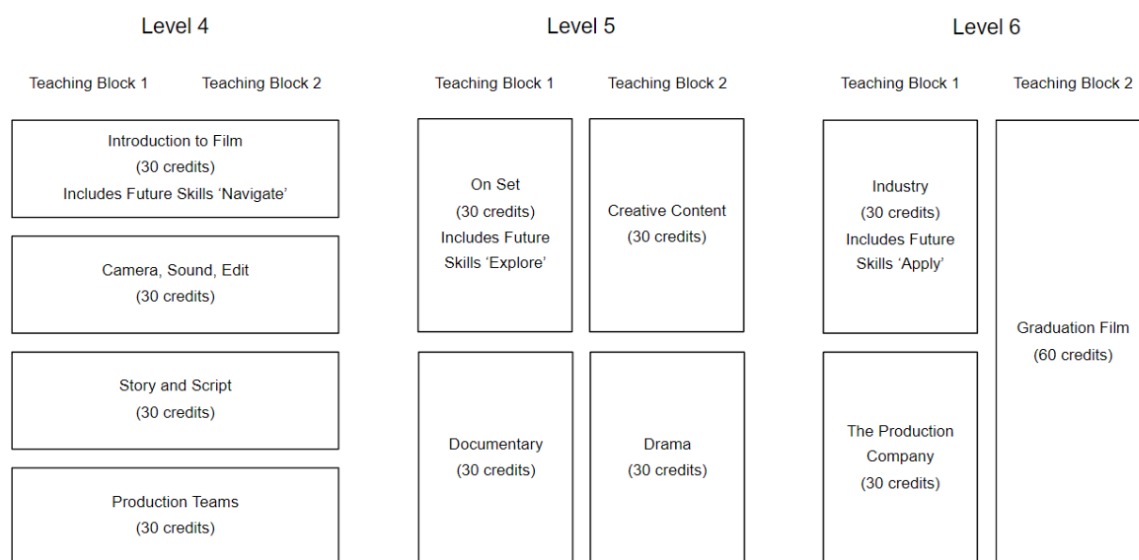 Level 4
Teaching Block 1
Teaching Block 2
Introduction to Film
(30 credits)
Includes Future Skills ‘Navigate’
Camera, Sound, Edit
(30 credits)
Story and Script
(30 credits)
Production Teams
(30 credits)
Level 5
Teaching Block 1
Teaching Block 2
On Set
(30 credits)
Includes Future
Skills ‘Explore’
Creative Content
(30 credits)
Documentary
(30 credits)
Drama
(30 credits)
Level 6
Teaching Block 1
Teaching Block 2
Industry
(30 credits)
Includes Future
Skills ‘Apply’
The Production
Company
(30 credits)
Graduation Film
(60 credits)